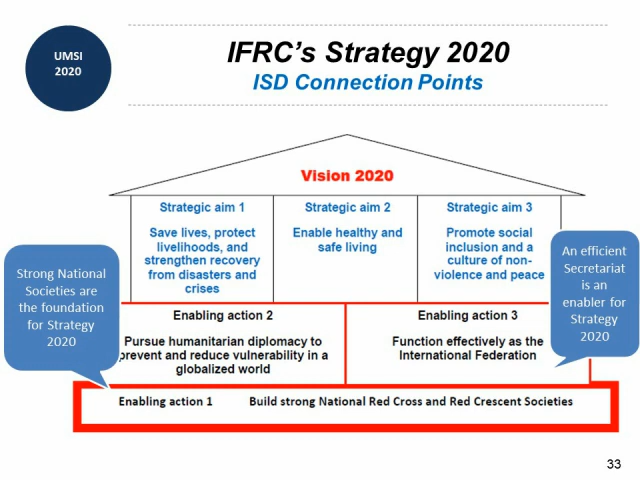 UMSI
2020
IFRC's Strategy 2020
ISD Connection Points
Vision 2020
Strategic aim 1
Save lives, protect
livelihoods, and
strengthen recovery
from disasters and
crises
Strategic aim 2
Enable healthy and
safe living
Strategic aim 3
Promote social
inclusion and a
culture of non-
violence and peace
Strong National
Societies are
the foundation
for Strategy
2020
An efficient
Secretariat
is an
enabler for
Strategy
2020
Enabling action 2
Pursue humanitarian diplomacy to
prevent and reduce vulnerability in a
globalized world
Enabling action 3
Function effectively as the
International Federation
Enabling action 1 Build strong National Red Cross and Red Crescent Societies
33